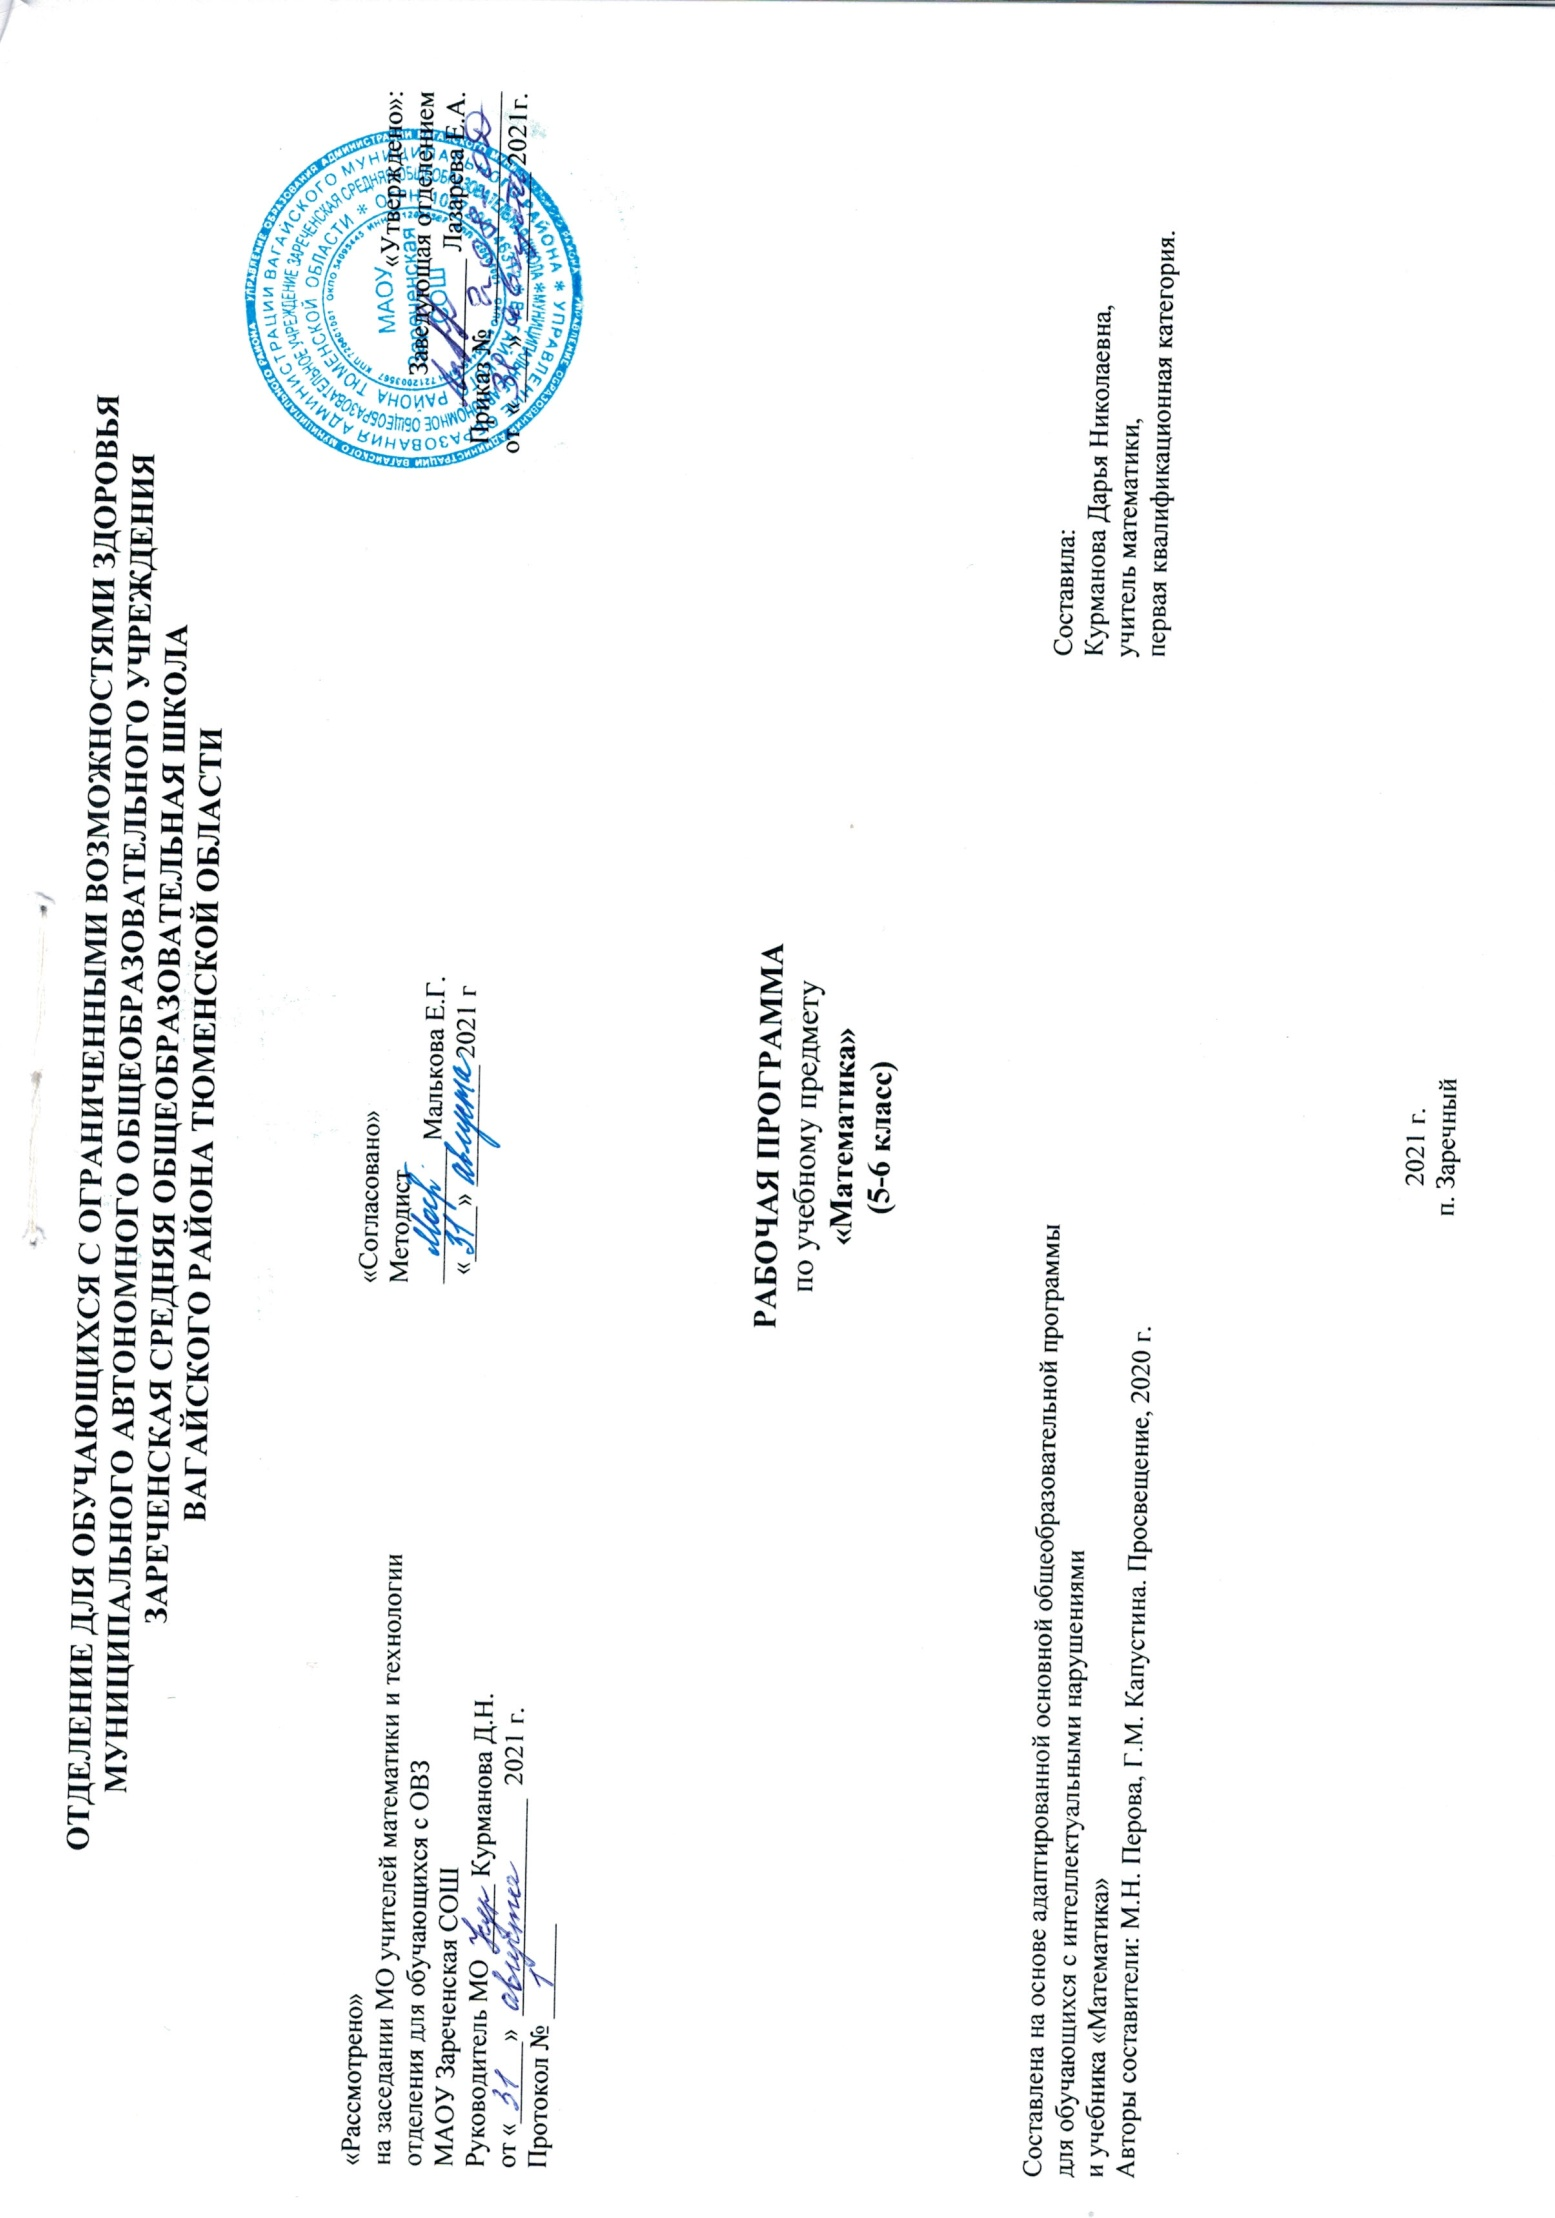 ОТДЕЛЕНИЕ ДЛЯ ОБУЧАЮЩИХСЯ С ОГРАНИЧЕННЫМИ ВОЗМОЖНОСТЯМИ ЗДОРОВЬЯ
МУНИЦИПАЛЬНОГО АВТОНОМНОГО ОБЩЕОБРАЗОВАТЕЛЬНОГО УЧРЕЖДЕНИЯ
ЗАРЕЧЕНСКАЯ СРЕДНЯЯ ОБЩЕОБРАЗОВАТЕЛЬНАЯ ШКОЛА
ВАГАЙСКОГО РАЙОНА ТЮМЕНСКОЙ ОБЛАСТИ
«Рассмотрено»
на заседании МО учителей математики и технологии
отделения для обучающихся с ОВЗ
МАОУ Зареченская СОШ
Руководитель МО Курманова Д.Н.
от « 31 » августа 2021 г.
Протокол № 1
«Согласовано»
Методист
Малькова Е.Г.
« 31 » августа 2021 г
«Утверждено»:
Заведующая отделением
Лазарева Е.А.
Приказ №
от « » августа 2021г.
МАОУ
Зареченская
СОШ
РАБОЧАЯ ПРОГРАММА
по учебному предмету
«Математика»
(5-6 класс)
Составлена на основе адаптированной основной общеобразовательной программы
для обучающихся с интеллектуальными нарушениями
и учебника «Математика»
Авторы составители: М.Н. Перова, Г.М. Капустина. Просвещение, 2020 г.
Составила:
Курманова Дарья Николаевна,
учитель математики,
первая квалификационная категория.
2021 г.
п. Заречный